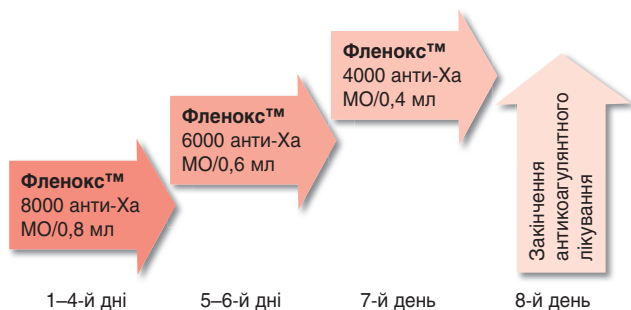 Фленокс™
8000 анти-Ха
МО/0,8 мл
Фленокс™
6000 анти-Ха
МО/0,6 мл
Фленокс™
4000 анти-Ха
МО/0,4 мл
Закінчення
антикоагулянтного
лікування
1–4-й дні
5–6-й дні
7-й день
8-й день